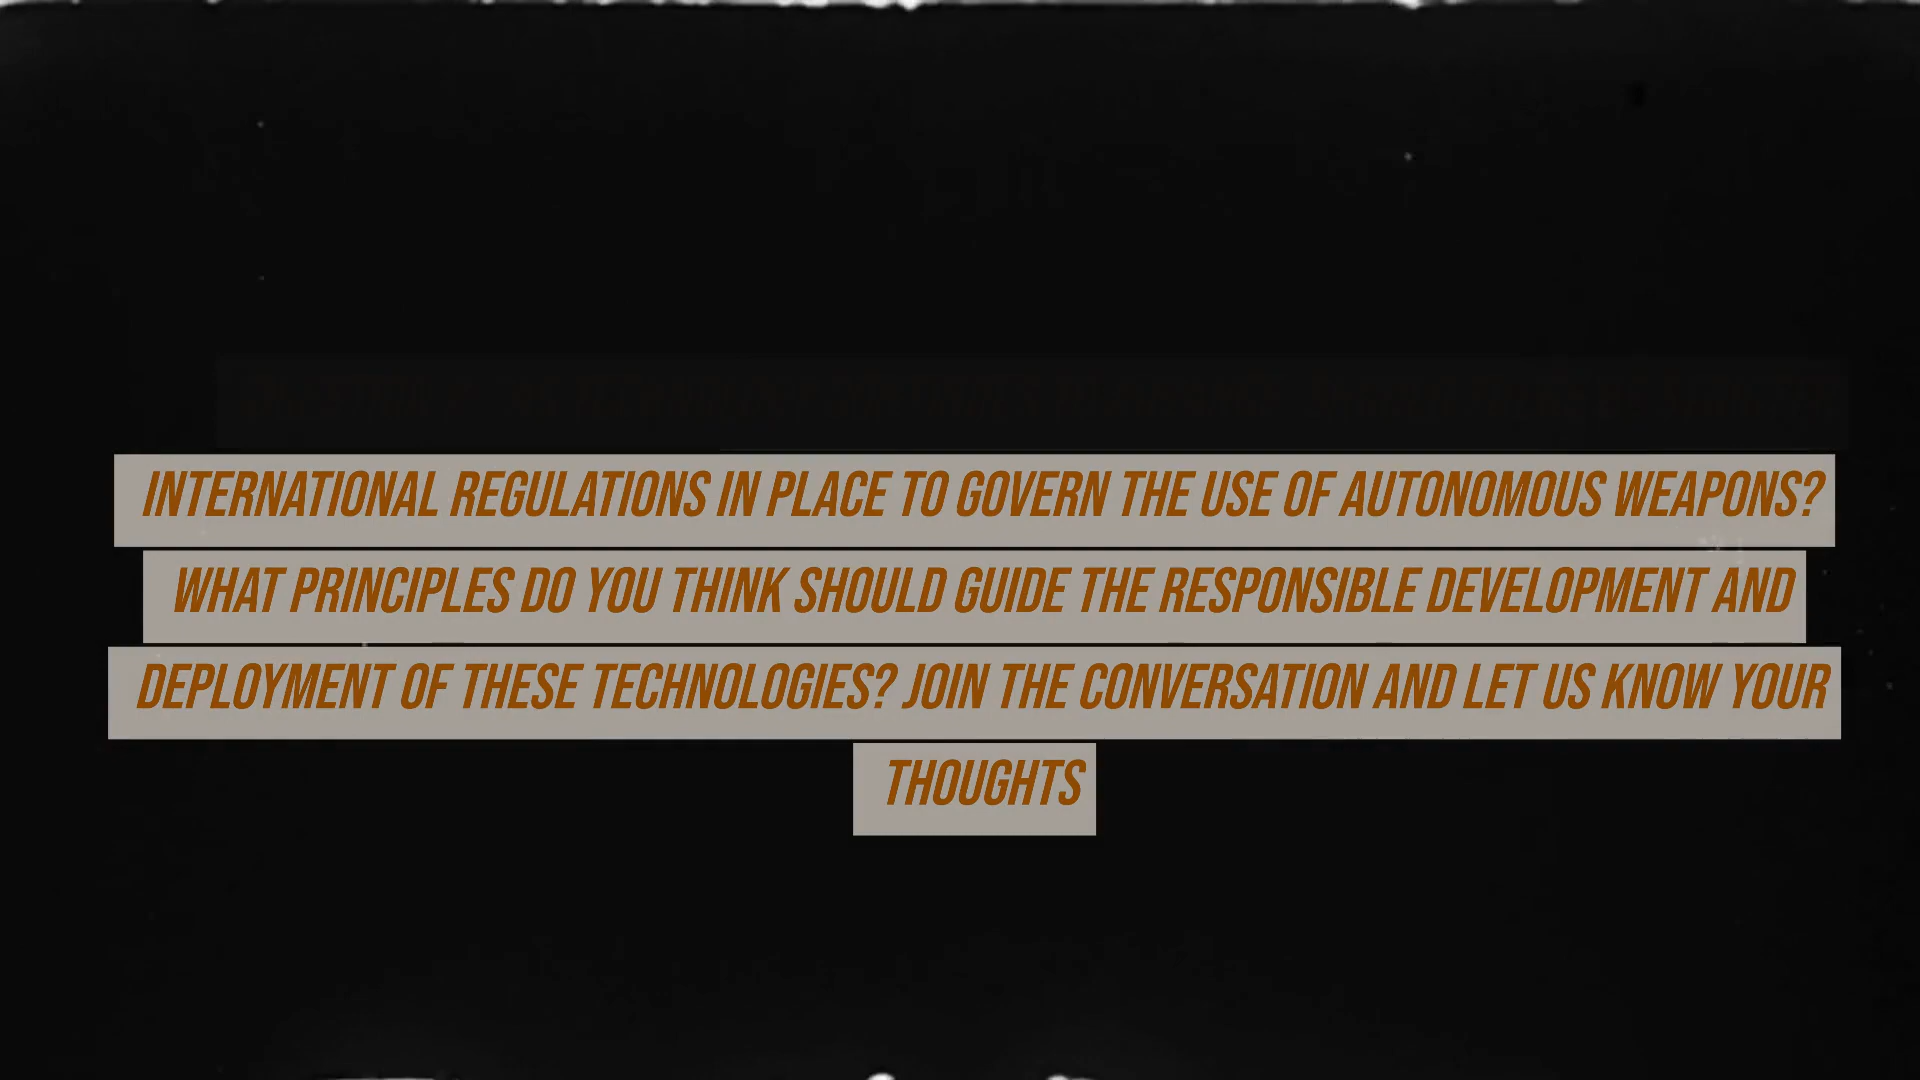 INTERNATIONAL REGULATIONS IN PLACE TO GOVERN THE USE OF AUTONOMOUS WEAPONS?
WHAT PRINCIPLES DO YOU THINK SHOULD GUIDE THE RESPONSIBLE DEVELOPMENT AND
DEPLOYMENT OF THESE TECHNOLOGIES? JOIN THE CONVERSATION AND LET US KNOW YOUR
THOUGHTS